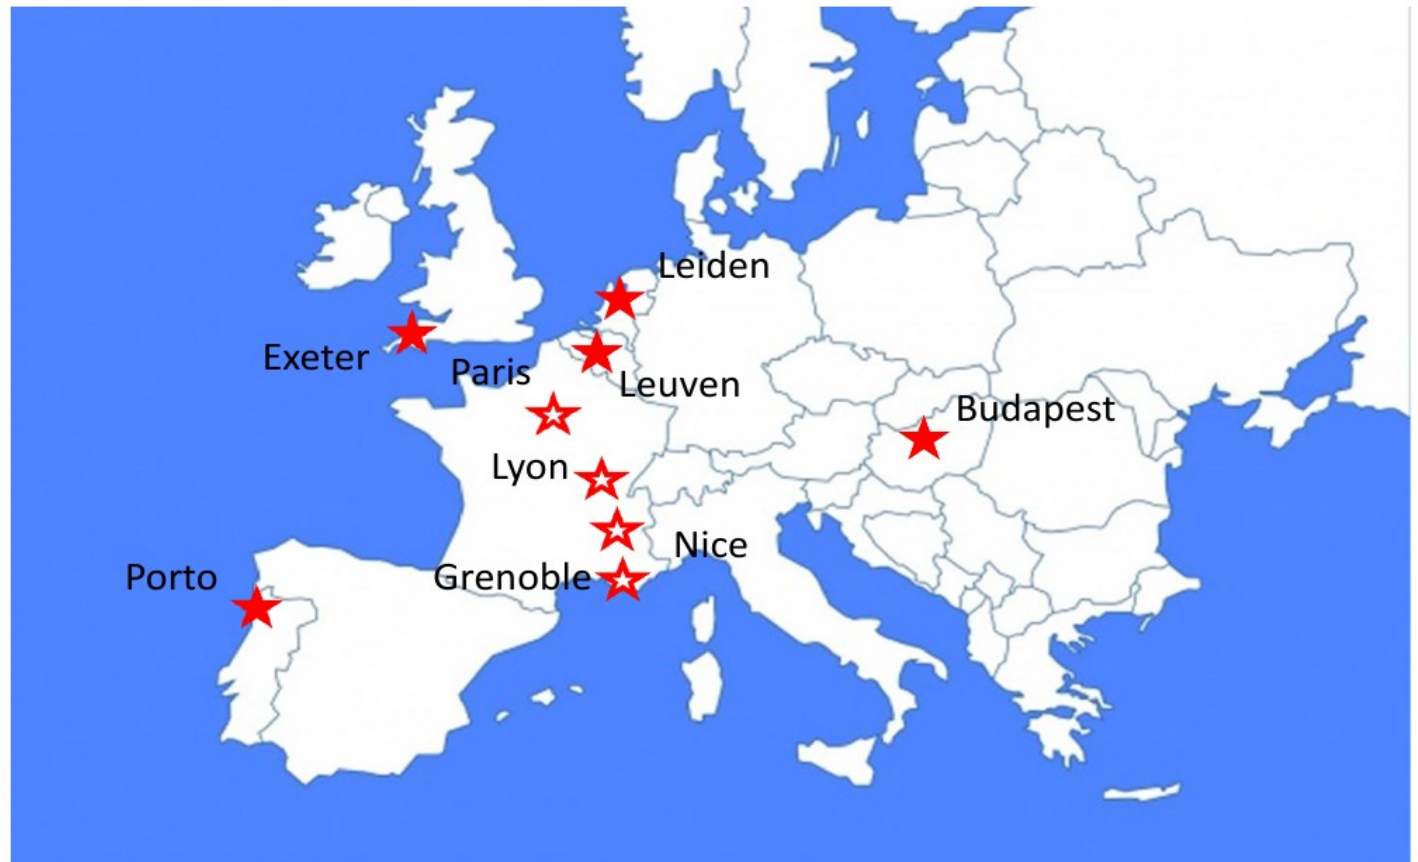 Leiden
Exeter
Paris
Leuven
Budapest
Lyon
Nice
Porto
Grenoble